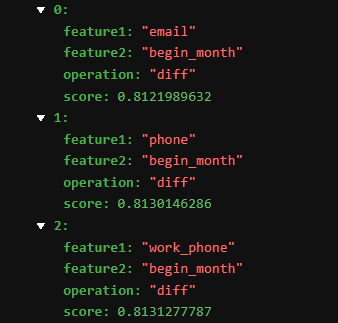 0:
feature1: "email"
feature2: "begin_month"
operation: "diff"
score: 0.8121989632
1:
feature1: "phone"
feature2: "begin_month"
operation: "diff"
score: 0.8130146286
2:
feature1: "work_phone"
feature2: "begin_month"
operation: "diff"
score: 0.8131277787